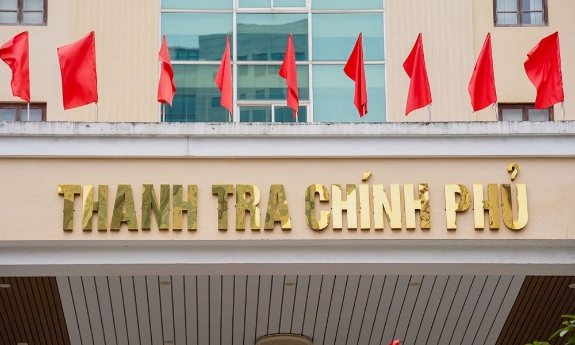 THANH TRA CHÍNH PHỦ